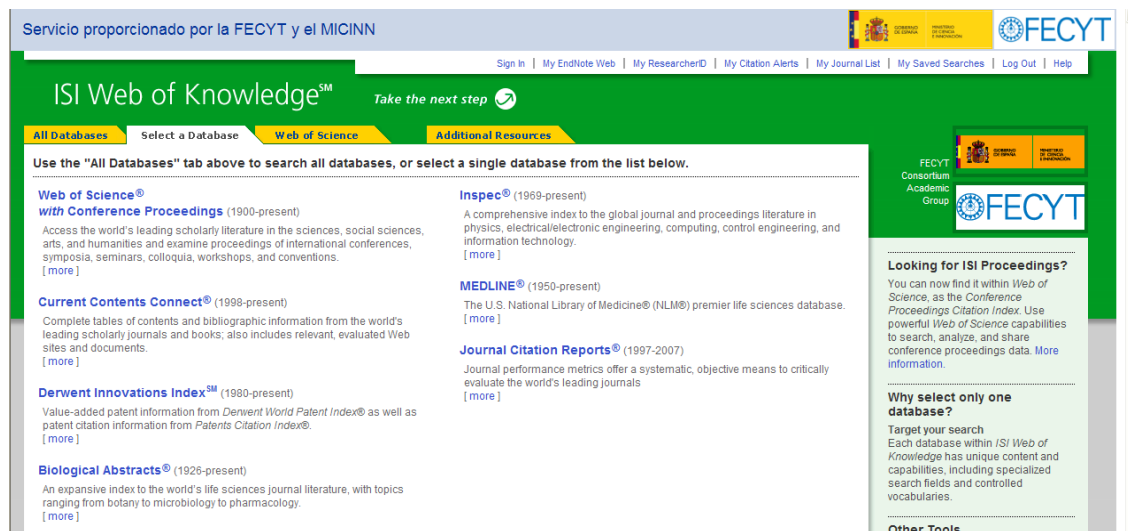 Servicio proporcionado por la FECYT y el MICINN
GOBIERNO
DE ESPAÑA
MINISTERIO
DE CIENCIA
E INNOVACIÓN
FECYT
Sign In | My EndNote Web | My ResearcherID | My Citation Alerts | My Journal List | My Saved Searches | Log Out | Help
ISI Web of Knowledge℠
Take the next step
All Databases
Select a Database
Web of Science
Additional Resources
Use the "All Databases" tab above to search all databases, or select a single database from the list below.
Web of Science®
with Conference Proceedings (1900-present)
Access the world's leading scholarly literature in the sciences, social sciences,
arts, and humanities and examine proceedings of international conferences,
symposia, seminars, colloquia, workshops, and conventions.
[ more ]
Current Contents Connect® (1998-present)
Complete tables of contents and bibliographic information from the world's
leading scholarly journals and books; also includes relevant, evaluated Web
sites and documents.
[ more ]
Derwent Innovations Index℠ (1980-present)
Value-added patent information from Derwent World Patent Index® as well as
patent citation information from Patents Citation Index®.
[ more ]
Biological Abstracts® (1926-present)
An expansive index to the world's life sciences journal literature, with topics
ranging from botany to microbiology to pharmacology.
[ more ]
Inspec® (1969-present)
A comprehensive index to the global journal and proceedings literature in
physics, electrical/electronic engineering, computing, control engineering, and
information technology.
[ more ]
MEDLINE® (1950-present)
The U.S. National Library of Medicine® (NLM®) premier life sciences database.
[ more ]
Journal Citation Reports® (1997-2007)
Journal performance metrics offer a systematic, objective means to critically
evaluate the world's leading journals
[ more ]
FECYT
Consortium
Academic
Group
GOBIERNO
DE ESPAÑA
MINISTERIO
DE CIENCIA
E INNOVACIÓN
FECYT
Looking for ISI Proceedings?
You can now find it within Web of
Science, as the Conference
Proceedings Citation Index. Use
powerful Web of Science capabilities
to search, analyze, and share
conference proceedings data. More
information.
Why select only one
database?
Target your search
Each database within ISI Web of
Knowledge has unique content and
capabilities, including specialized
search fields and controlled
vocabularies.
Other Tools